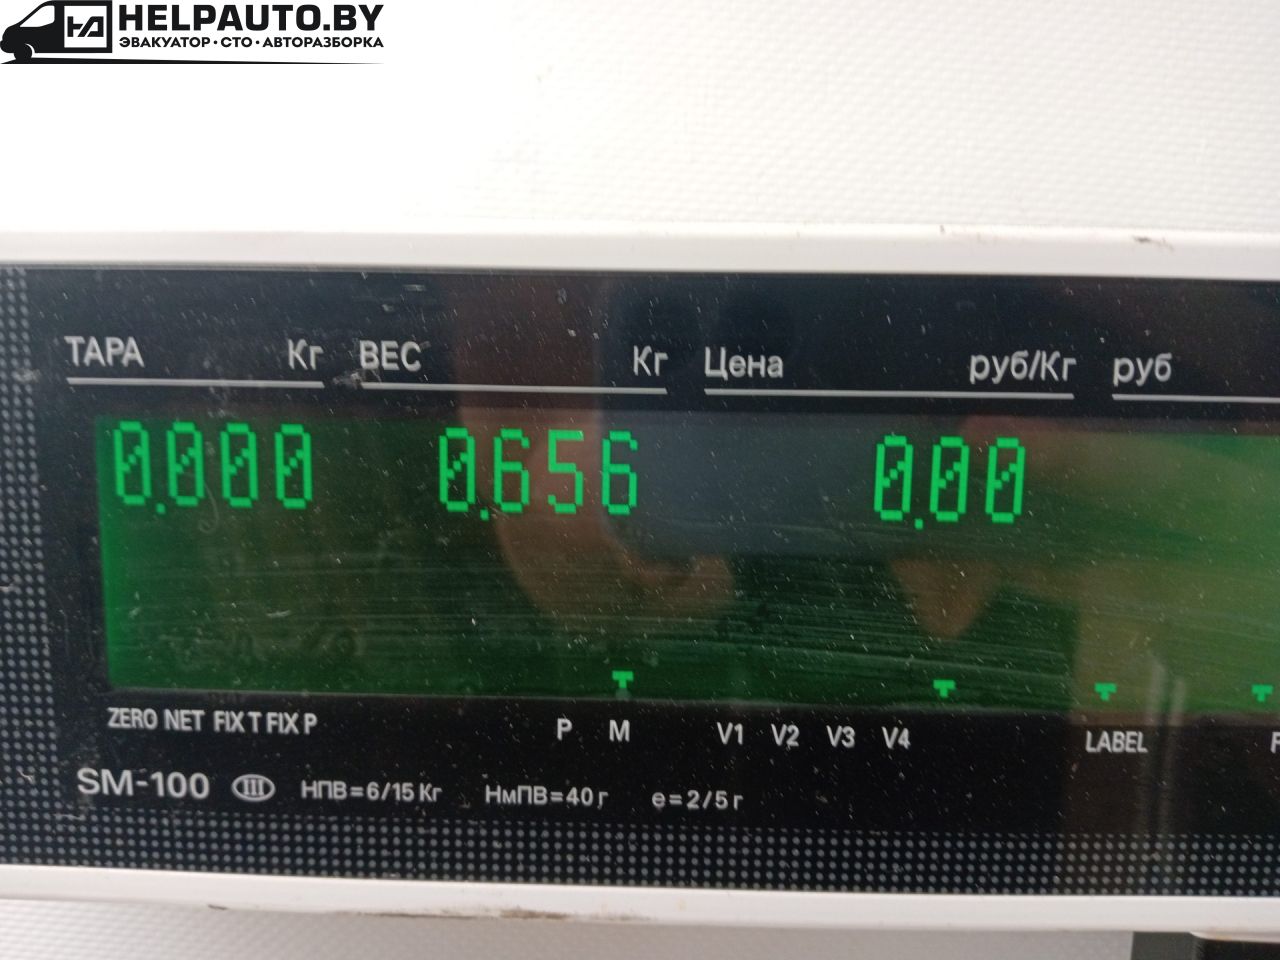 HELPAUTO.BY
ЭВАКУАТОР · СТО · АВТОРАЗБОРКА
ТАРА Кг ВЕС Кг Цена руб/Кг руб
0.000 0.656 0.00
ZERO NET FIX T FIX P P M V1 V2 V3 V4 LABEL
SM-100 III НПВ=6/15 Кг НмПВ=40 г e=2/5 г